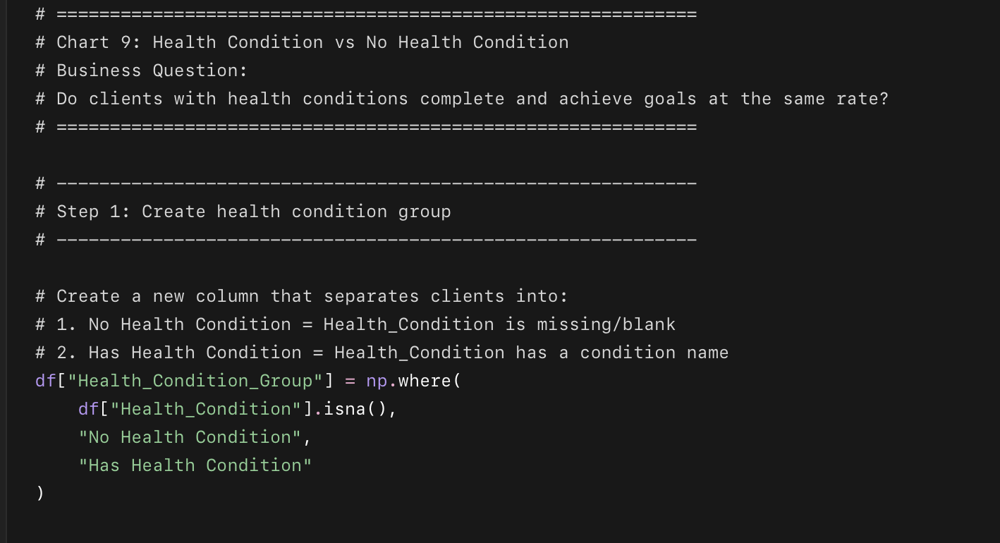 # ============================================================
# Chart 9: Health Condition vs No Health Condition
# Business Question:
# Do clients with health conditions complete and achieve goals at the same rate?
# ============================================================
# ------------------------------------------------------------
# Step 1: Create health condition group
# ------------------------------------------------------------
# Create a new column that separates clients into:
# 1. No Health Condition = Health_Condition is missing/blank
# 2. Has Health Condition = Health_Condition has a condition name
df["Health_Condition_Group"] = np.where(
    df["Health_Condition"].isna(),
    "No Health Condition",
    "Has Health Condition"
)